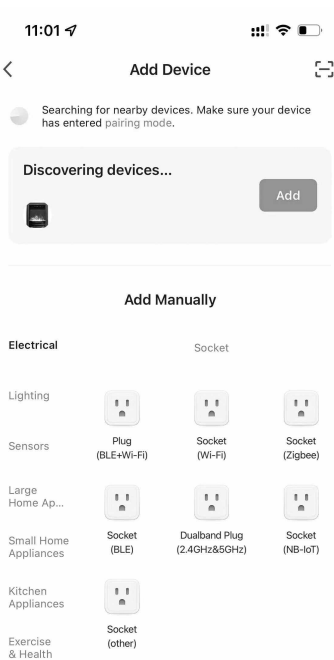 11:01
Add Device
Searching for nearby devices. Make sure your device
has entered pairing mode.
Discovering devices...
Add
Add Manually
Electrical
Socket
Lighting
Plug
(BLE+Wi-Fi)
Socket
(Wi-Fi)
Socket
(Zigbee)
Sensors
Large
Home Ap...
Socket
(BLE)
Dualband Plug
(2.4GHz&5GHz)
Socket
(NB-IoT)
Small Home
Appliances
Kitchen
Appliances
Socket
(other)
Exercise
& Health